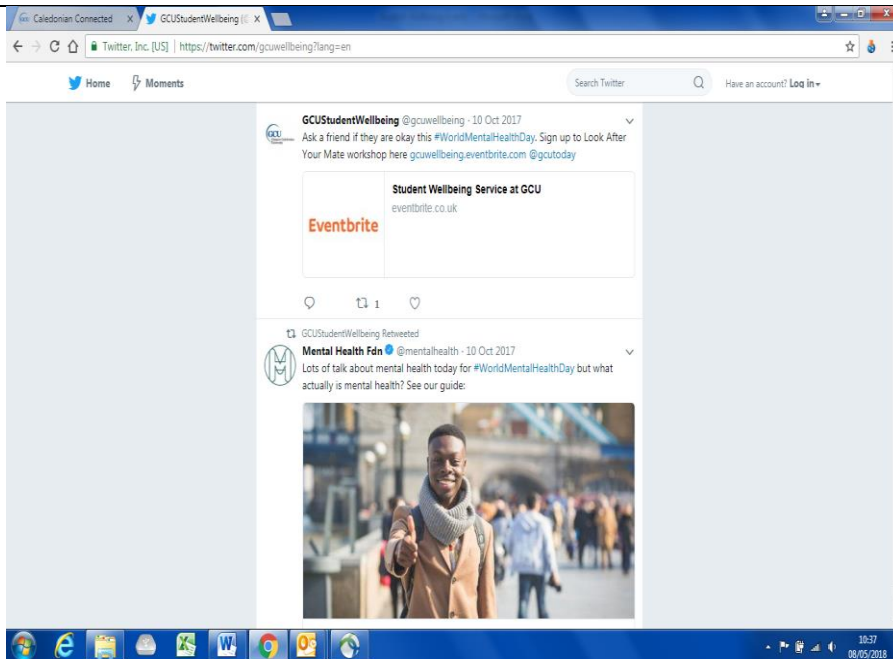 Caledonian Connected
GCUStudentWellbeing (
Twitter, Inc. [US] https://twitter.com/gcuwellbeing?lang=en
Home Moments
Search Twitter
Have an account? Log in
GCUStudentWellbeing @gcuwellbeing · 10 Oct 2017
GCU
Ask a friend if they are okay this #WorldMentalHealthDay. Sign up to Look After
Your Mate workshop here gcuwellbeing.eventbrite.com @gcutoday
Eventbrite
Student Wellbeing Service at GCU
eventbrite.co.uk
1
GCUStudentWellbeing Retweeted
Mental Health Fdn @mentalhealth · 10 Oct 2017
Lots of talk about mental health today for #WorldMentalHealthDay but what
actually is mental health? See our guide:
10:37
08/05/2018